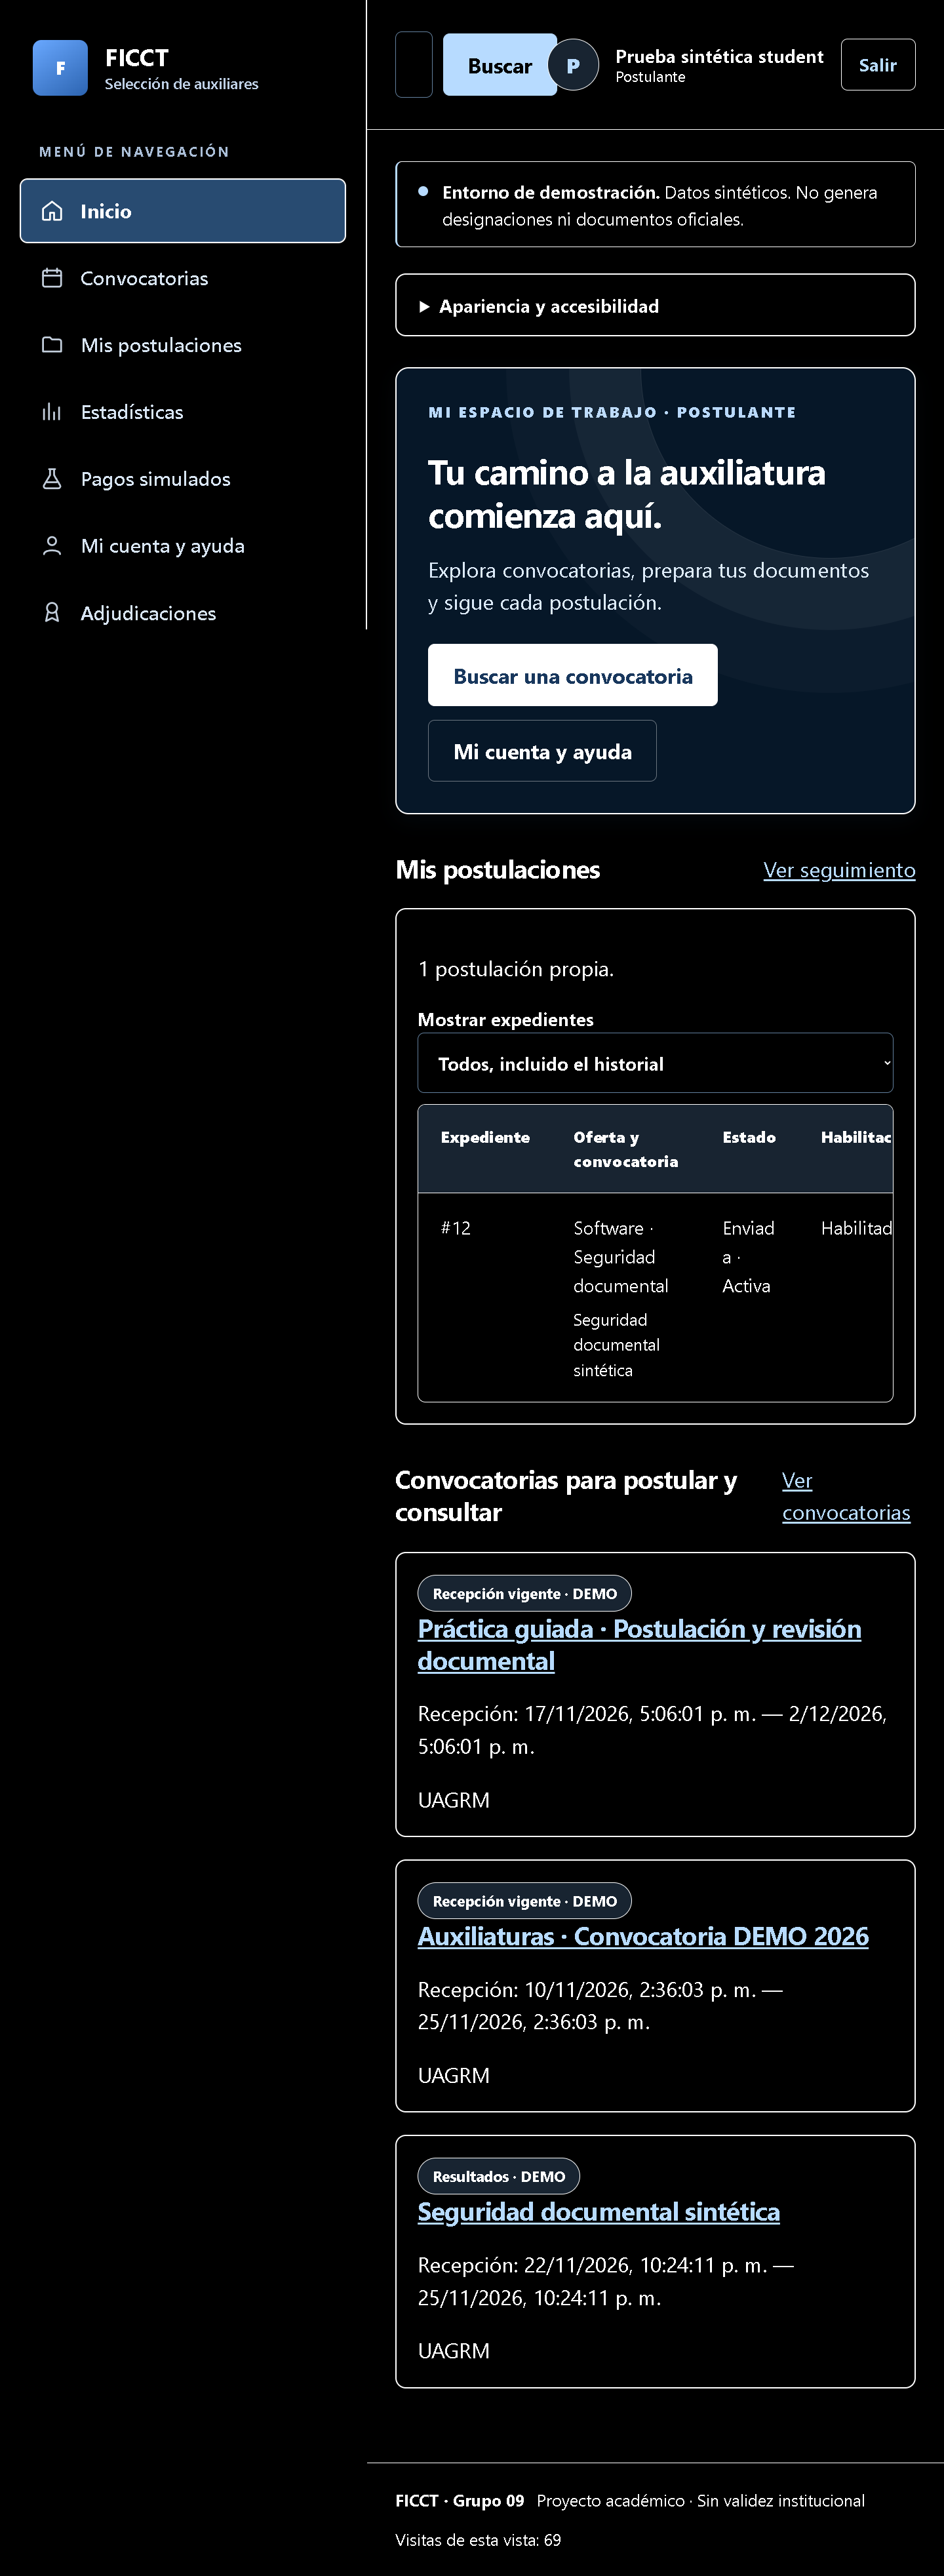 F
FICCT
Selección de auxiliares
MENÚ DE NAVEGACIÓN
Inicio
Convocatorias
Mis postulaciones
Estadísticas
Pagos simulados
Mi cuenta y ayuda
Adjudicaciones
Buscar
P
Prueba sintética student
Postulante
Salir
Entorno de demostración. Datos sintéticos. No genera
designaciones ni documentos oficiales.
Apariencia y accesibilidad
MI ESPACIO DE TRABAJO · POSTULANTE
Tu camino a la auxiliatura
comienza aquí.
Explora convocatorias, prepara tus documentos
y sigue cada postulación.
Buscar una convocatoria
Mi cuenta y ayuda
Mis postulaciones
Ver seguimiento
1 postulación propia.
Mostrar expedientes
Todos, incluido el historial
Expediente
Oferta y
convocatoria
Estado
Habilitac
#12
Software ·
Seguridad
documental
Seguridad
documental
sintética
Enviad
a ·
Activa
Habilitad
Convocatorias para postular y
consultar
Ver
convocatorias
Recepción vigente · DEMO
Práctica guiada · Postulación y revisión
documental
Recepción: 17/11/2026, 5:06:01 p. m. — 2/12/2026,
5:06:01 p. m.
UAGRM
Recepción vigente · DEMO
Auxiliaturas · Convocatoria DEMO 2026
Recepción: 10/11/2026, 2:36:03 p. m. —
25/11/2026, 2:36:03 p. m.
UAGRM
Resultados · DEMO
Seguridad documental sintética
Recepción: 22/11/2026, 10:24:11 p. m. —
25/11/2026, 10:24:11 p. m.
UAGRM
FICCT · Grupo 09 Proyecto académico · Sin validez institucional
Visitas de esta vista: 69